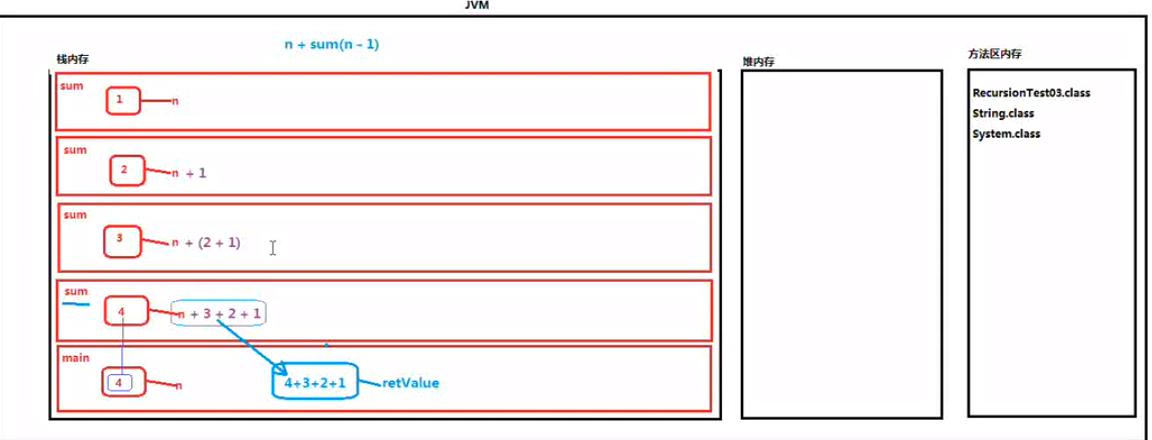 JVM
n + sum(n - 1)
栈内存
堆内存
方法区内存
sum
1
n
sum
2
n + 1
sum
3
n + (2 + 1)
sum
4
n + 3 + 2 + 1
main
4
n
4+3+2+1
retValue
RecursionTest03.class
String.class
System.class